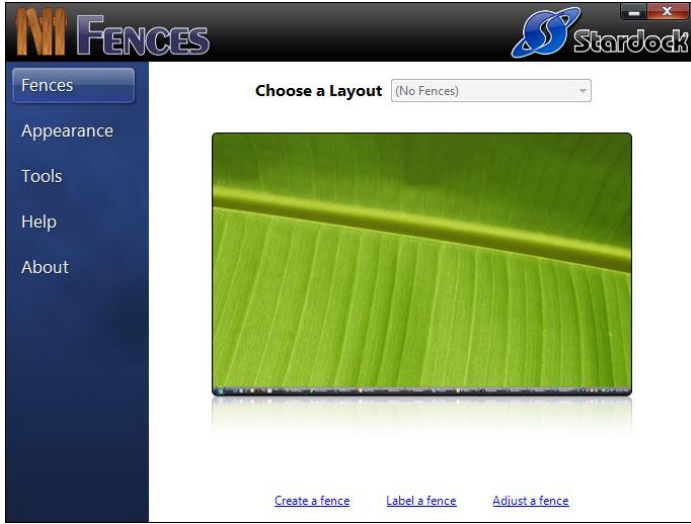 FENCES
Stardock
Fences
Choose a Layout (No Fences)
Appearance
Tools
Help
About
Create a fence Label a fence Adjust a fence